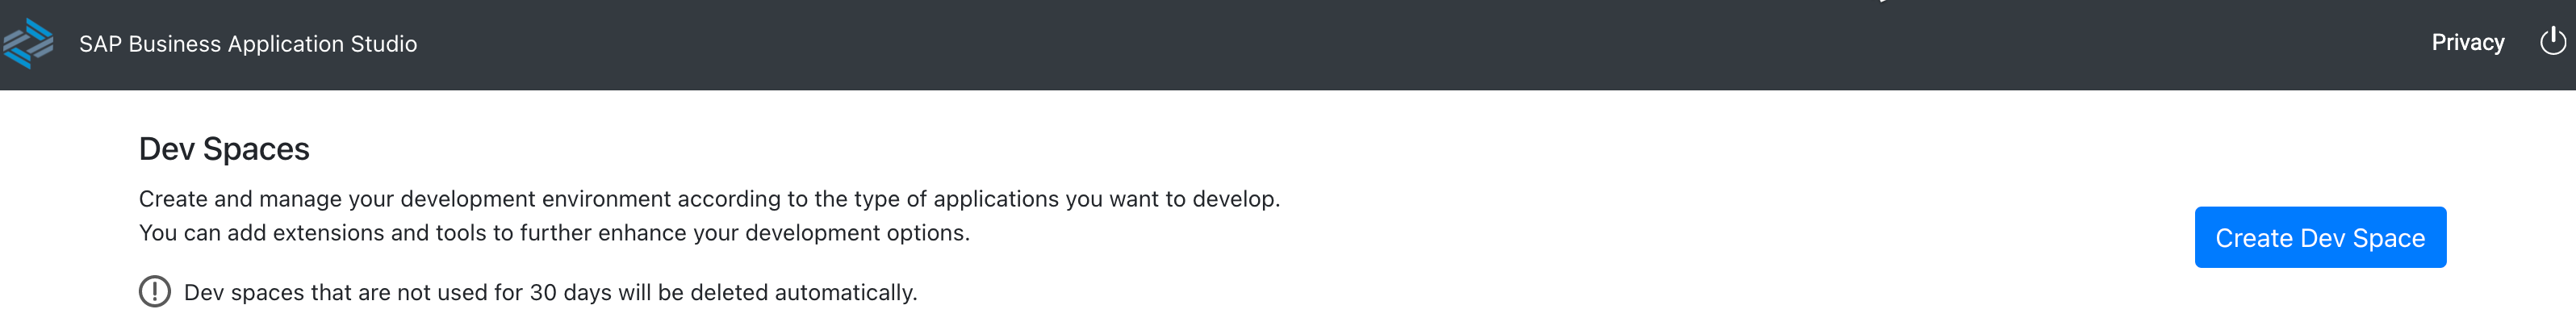 SAP Business Application Studio
Privacy
Dev Spaces
Create and manage your development environment according to the type of applications you want to develop.
You can add extensions and tools to further enhance your development options.
Create Dev Space
Dev spaces that are not used for 30 days will be deleted automatically.